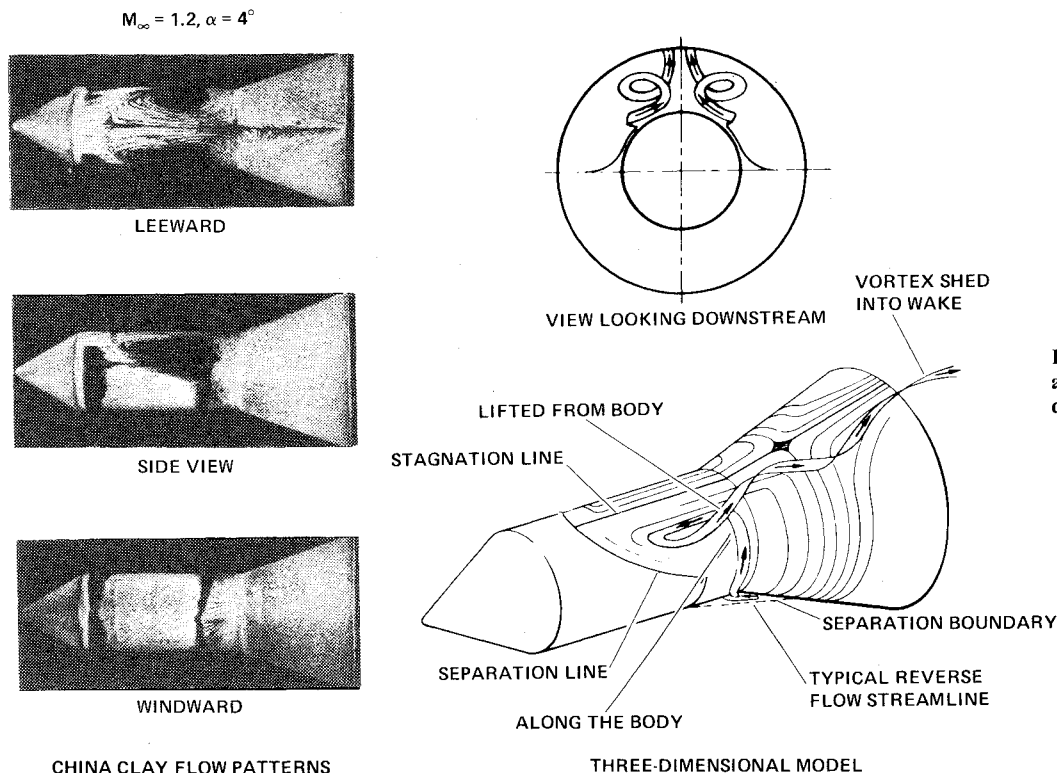 M∞ = 1.2, α = 4°
LEEWARD
SIDE VIEW
WINDWARD
CHINA CLAY FLOW PATTERNS
VIEW LOOKING DOWNSTREAM
VORTEX SHED
INTO WAKE
LIFTED FROM BODY
STAGNATION LINE
SEPARATION BOUNDARY
SEPARATION LINE
TYPICAL REVERSE
FLOW STREAMLINE
ALONG THE BODY
THREE-DIMENSIONAL MODEL